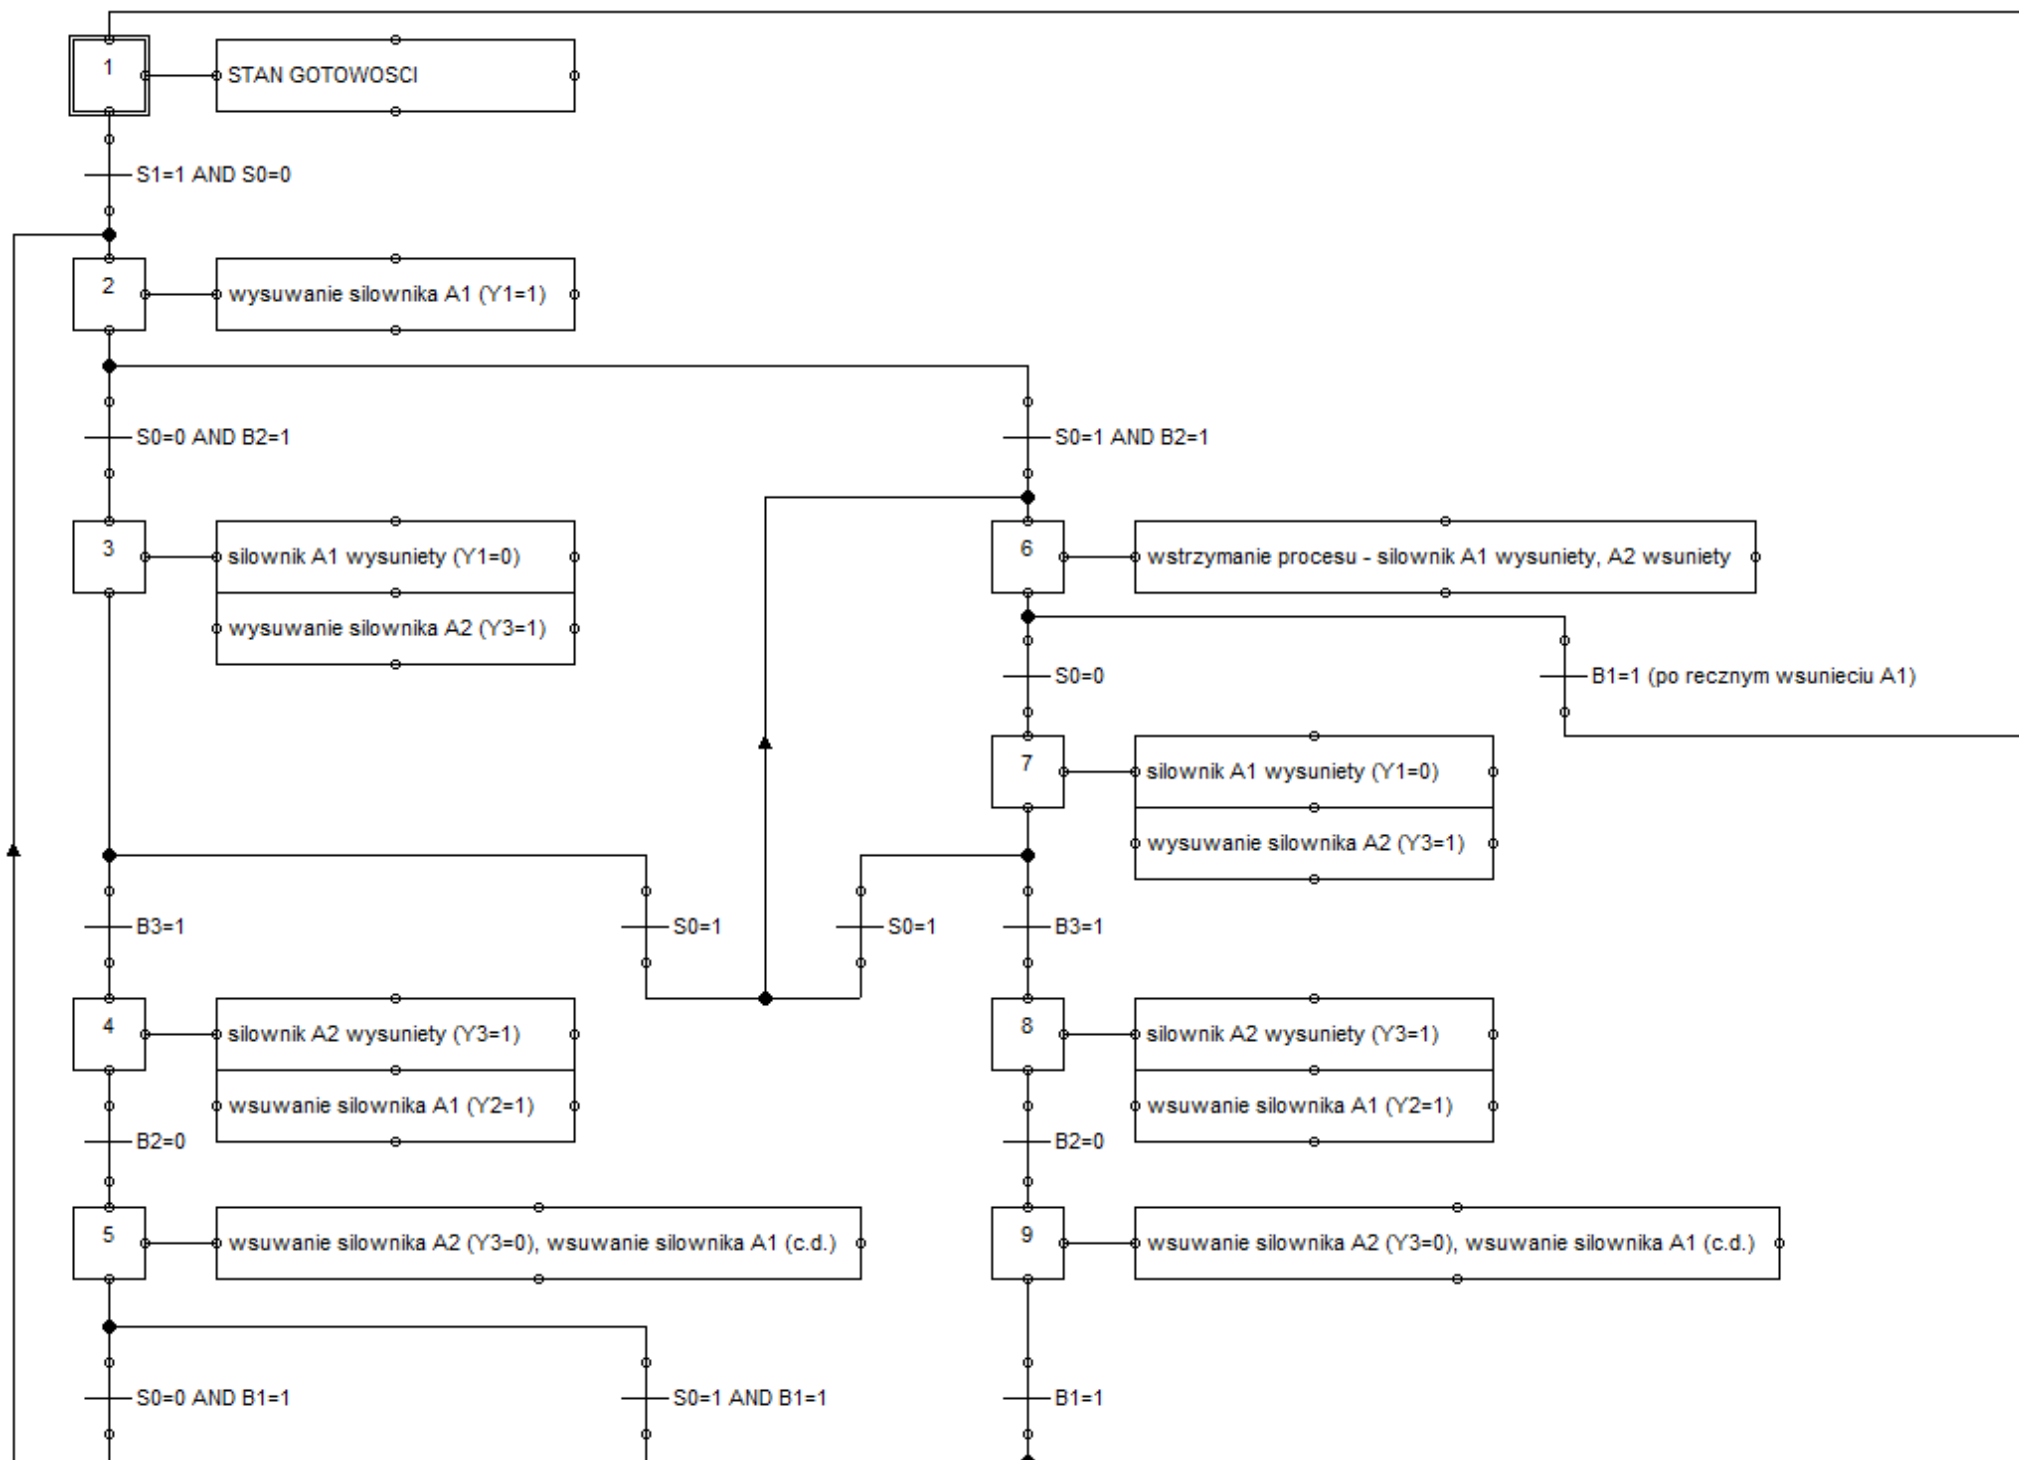 1
STAN GOTOWOSCI
S1=1 AND S0=0
2
wysuwanie silownika A1 (Y1=1)
S0=0 AND B2=1
S0=1 AND B2=1
3
silownik A1 wysuniety (Y1=0)
wysuwanie silownika A2 (Y3=1)
6
wstrzymanie procesu - silownik A1 wysuniety, A2 wsuniety
S0=0
B1=1 (po recznym wsunieciu A1)
7
silownik A1 wysuniety (Y1=0)
wysuwanie silownika A2 (Y3=1)
B3=1
S0=1
S0=1
B3=1
4
silownik A2 wysuniety (Y3=1)
wsuwanie silownika A1 (Y2=1)
8
silownik A2 wysuniety (Y3=1)
wsuwanie silownika A1 (Y2=1)
B2=0
B2=0
5
wsuwanie silownika A2 (Y3=0), wsuwanie silownika A1 (c.d.)
9
wsuwanie silownika A2 (Y3=0), wsuwanie silownika A1 (c.d.)
S0=0 AND B1=1
S0=1 AND B1=1
B1=1